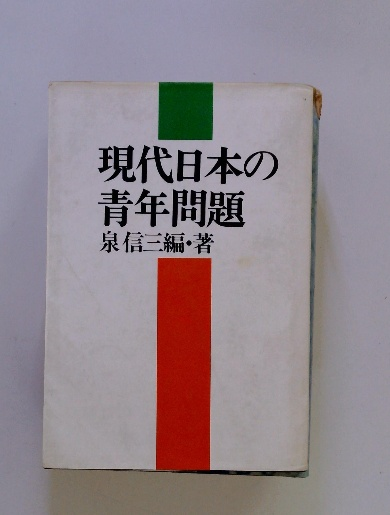 現代日本の
青年問題
泉信三編・著